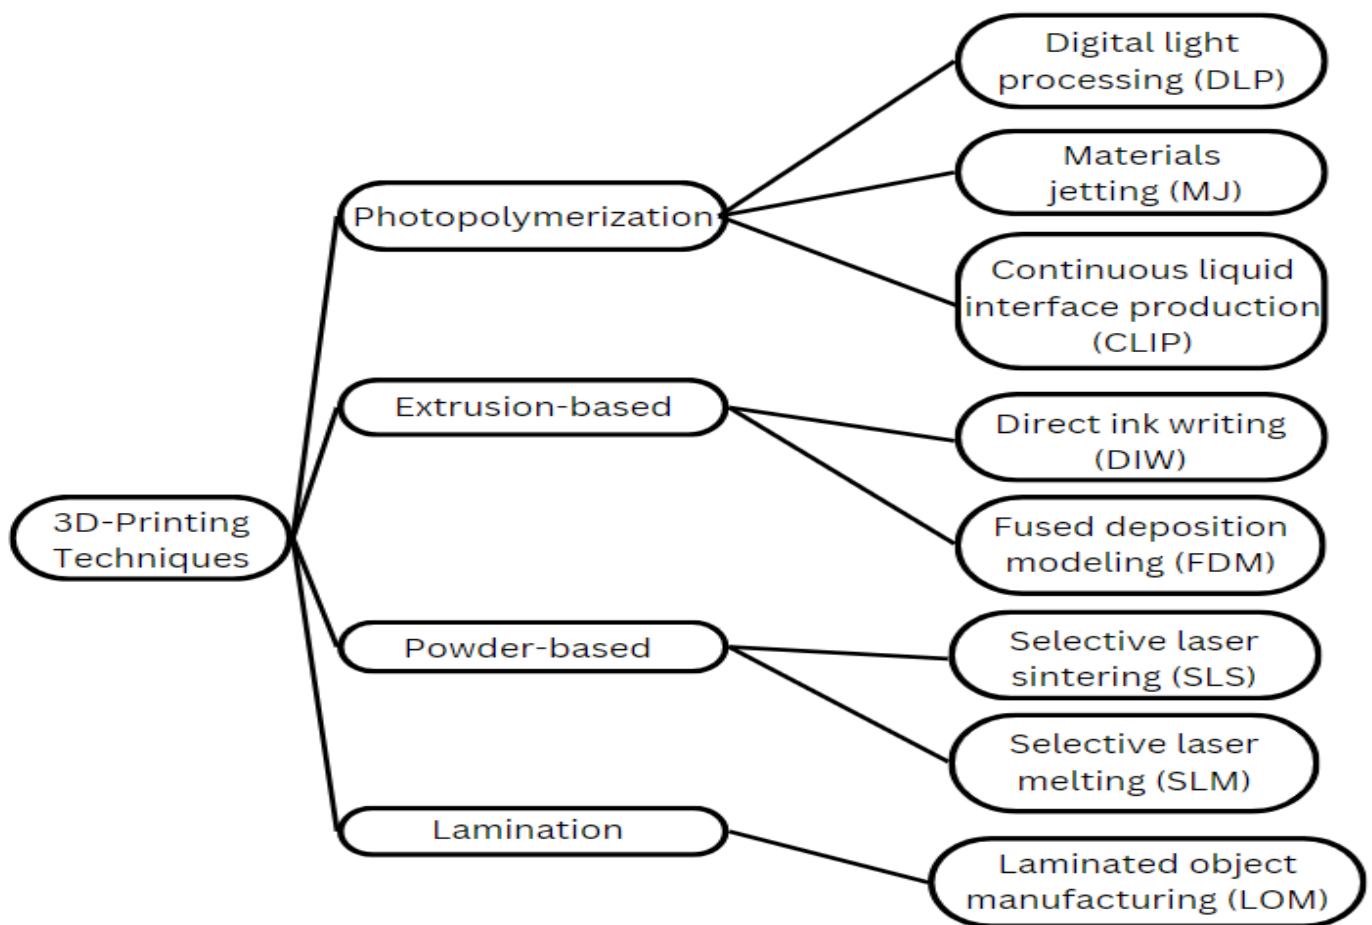 3D-Printing
Techniques
Photopolymerization
Extrusion-based
Powder-based
Lamination
Digital light
processing (DLP)
Materials
jetting (MJ)
Continuous liquid
interface production
(CLIP)
Direct ink writing
(DIW)
Fused deposition
modeling (FDM)
Selective laser
sintering (SLS)
Selective laser
melting (SLM)
Laminated object
manufacturing (LOM)